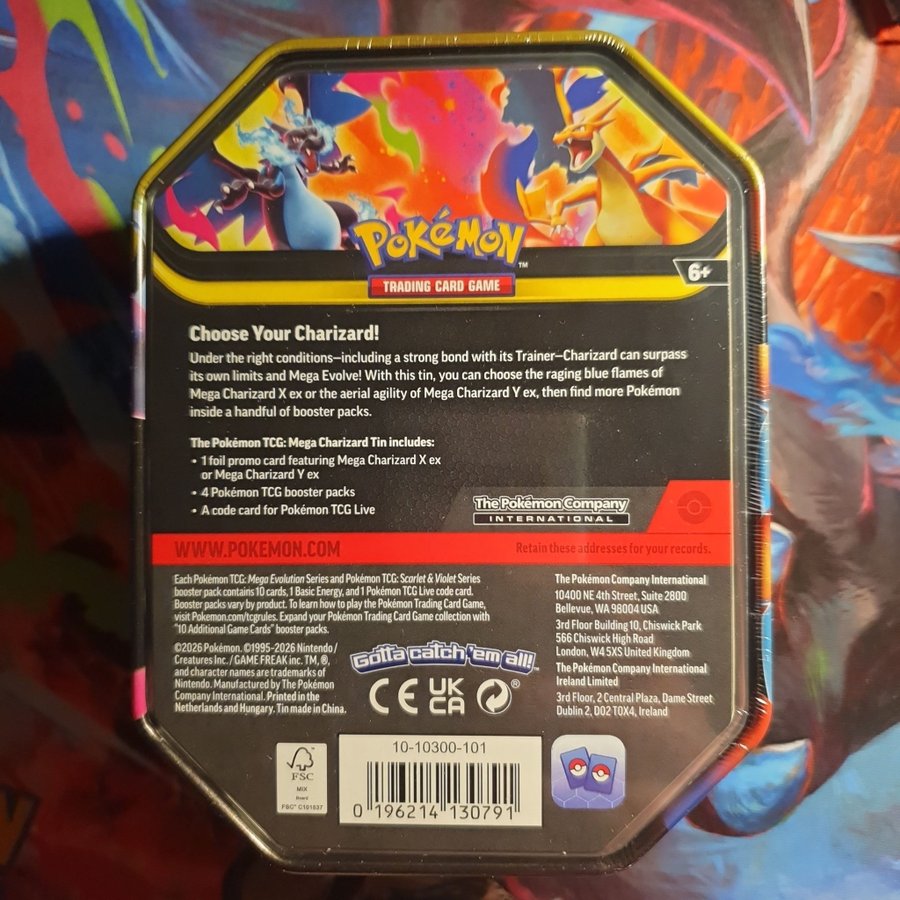 POKÉMON™
TRADING CARD GAME
6+
Choose Your Charizard!
Under the right conditions—including a strong bond with its Trainer—Charizard can surpass
its own limits and Mega Evolve! With this tin, you can choose the raging blue flames of
Mega Charizard X ex or the aerial agility of Mega Charizard Y ex, then find more Pokémon
inside a handful of booster packs.
The Pokémon TCG: Mega Charizard Tin includes:
• 1 foil promo card featuring Mega Charizard X ex
or Mega Charizard Y ex
• 4 Pokémon TCG booster packs
• A code card for Pokémon TCG Live
The Pokémon Company
INTERNATIONAL
WWW.POKEMON.COM
Retain these addresses for your records.
Each Pokémon TCG: Mega Evolution Series and Pokémon TCG: Scarlet & Violet Series
booster pack contains 10 cards, 1 Basic Energy, and 1 Pokémon TCG Live code card.
Booster packs vary by product. To learn how to play the Pokémon Trading Card Game,
visit Pokemon.com/tcgrules. Expand your Pokémon Trading Card Game collection with
"10 Additional Game Cards" booster packs.
©2026 Pokémon. ©1995-2026 Nintendo /
Creatures Inc. / GAME FREAK inc. TM, ®,
and character names are trademarks of
Nintendo. Manufactured by The Pokémon
Company International. Printed in the
Netherlands and Hungary. Tin made in China.
Gotta catch 'em all!™
CE UK
CA ®
The Pokémon Company International
10400 NE 4th Street, Suite 2800
Bellevue, WA 98004 USA
3rd Floor Building 10, Chiswick Park
566 Chiswick High Road
London, W4 5XS United Kingdom
The Pokémon Company International
Ireland Limited
3rd Floor, 2 Central Plaza, Dame Street
Dublin 2, D02 T0X4, Ireland
FSC
MIX
Board
FSC® C101537
10-10300-101
0 196214 130791